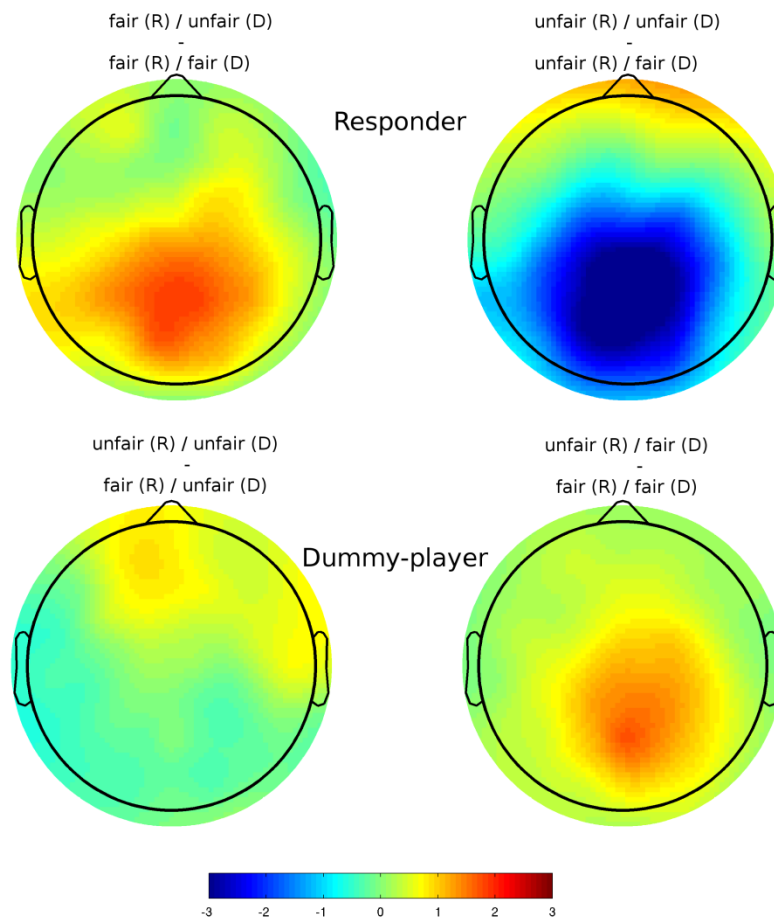 fair (R) / unfair (D)
-
fair (R) / fair (D)
unfair (R) / unfair (D)
-
unfair (R) / fair (D)
Responder
unfair (R) / unfair (D)
-
fair (R) / unfair (D)
unfair (R) / fair (D)
-
fair (R) / fair (D)
Dummy-player
-3 -2 -1 0 1 2 3